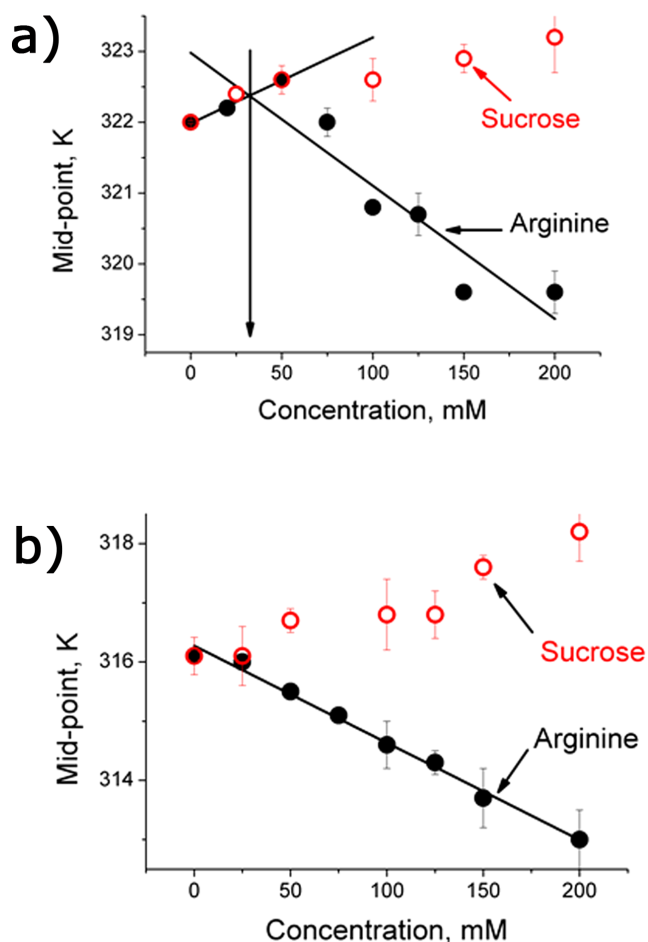 a)
323
322
321
320
319
Mid-point, K
Sucrose
Arginine
0 50 100 150 200
Concentration, mM
b)
318
316
314
Mid-point, K
Sucrose
Arginine
0 50 100 150 200
Concentration, mM